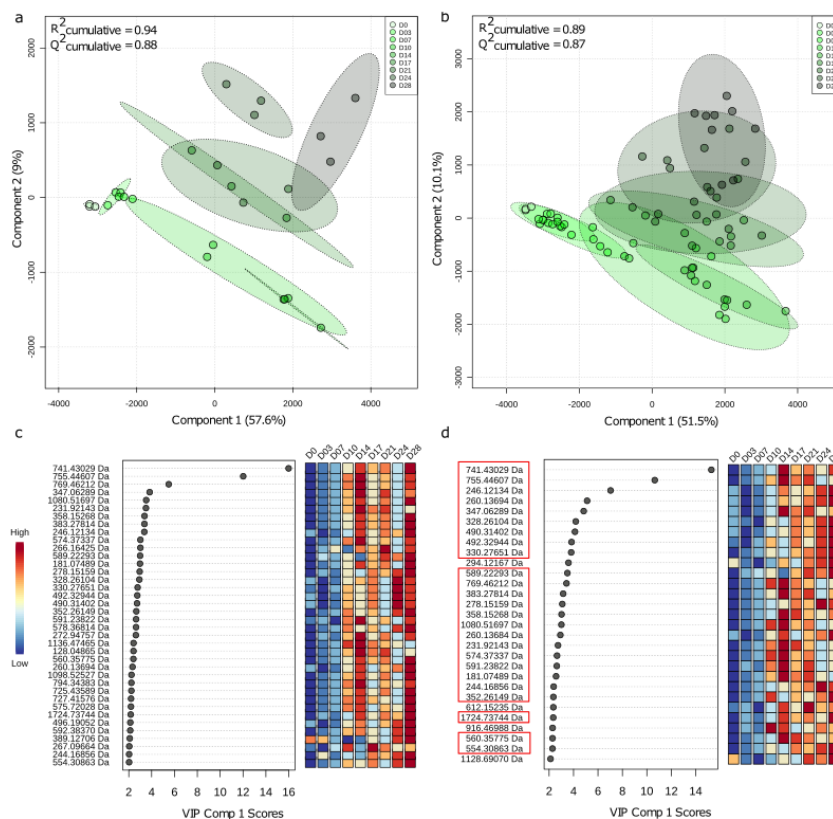 a
R²cumulative = 0.94
Q²cumulative = 0.88
D0
D03
D07
D10
D14
D17
D21
D24
D28
Component 2 (9%)
2000
1000
0
-1000
-2000
-4000 -2000 0 2000 4000
Component 1 (57.6%)
b
R²cumulative = 0.89
Q²cumulative = 0.87
Component 2 (10.1%)
3000
2000
1000
0
-1000
-2000
-3000
-4000 -2000 0 2000 4000
Component 1 (51.5%)
c
D0 D03 D07 D10 D14 D17 D21 D24 D28
741.43029 Da
755.44607 Da
769.46212 Da
347.06289 Da
1080.51697 Da
231.92143 Da
358.15268 Da
383.27814 Da
246.12134 Da
574.37337 Da
266.16425 Da
589.22293 Da
181.07489 Da
278.15159 Da
328.26104 Da
330.27651 Da
492.32944 Da
490.31402 Da
352.26149 Da
591.23822 Da
578.36814 Da
272.94757 Da
1136.47465 Da
128.04865 Da
560.35775 Da
260.13694 Da
1098.52527 Da
794.34383 Da
725.43589 Da
727.41576 Da
575.72028 Da
1724.73744 Da
496.19052 Da
592.38370 Da
389.12706 Da
267.09664 Da
244.16856 Da
554.30863 Da
High
Low
2 4 6 8 10 12 14 16
VIP Comp 1 Scores
d
D0 D03 D07 D10 D14 D17 D21 D24
741.43029 Da
755.44607 Da
246.12134 Da
260.13694 Da
347.06289 Da
328.26104 Da
490.31402 Da
492.32944 Da
330.27651 Da
294.12167 Da
589.22293 Da
769.46212 Da
383.27814 Da
278.15159 Da
358.15268 Da
1080.51697 Da
260.13684 Da
231.92143 Da
574.37337 Da
591.23822 Da
181.07489 Da
244.16856 Da
352.26149 Da
612.15235 Da
1724.73744 Da
916.46988 Da
560.35775 Da
554.30863 Da
1128.69070 Da
2 4 6 8 10 12 14
VIP Comp 1 Scores